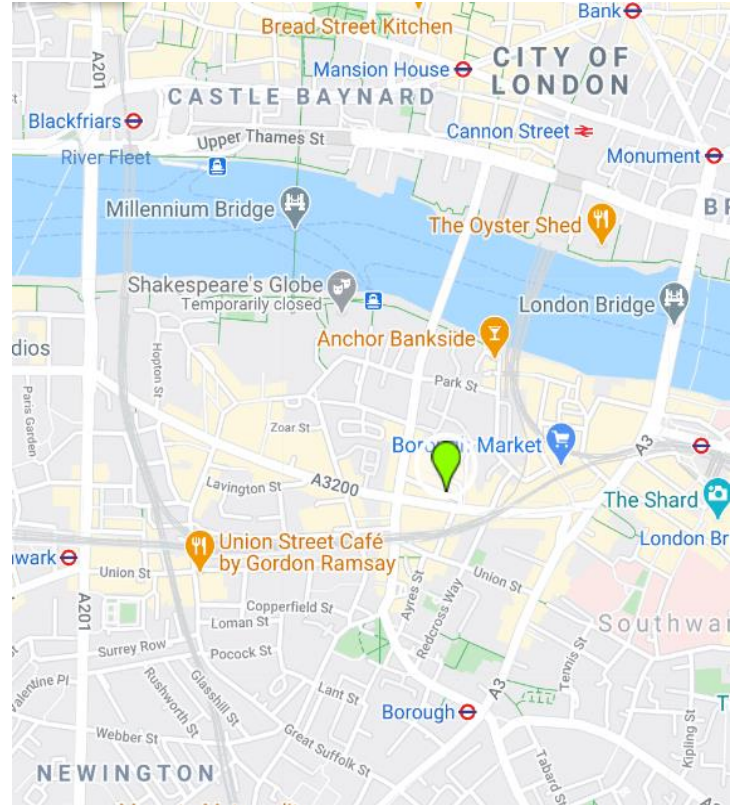 Bank
Bread Street Kitchen
A201
Mansion House
CITY OF
LONDON
CASTLE BAYNARD
Blackfriars
Cannon Street
Upper Thames St
Monument
River Fleet
BR
Millennium Bridge
The Oyster Shed
Shakespeare's Globe
Temporarily closed
London Bridge
dios
Anchor Bankside
Hopton St
Paris Garden
Park St
Zoar St
Market
A3
A3200
Lavington St
The Shard
Union Street Café
by Gordon Ramsay
London Br
wark
Union St
Ayres St
Union St
A201
Copperfield St
Redcross Way
Loman St
Southwar
Surrey Row
Pocock St
Tennis St
alentine Pl
Rushworth St
Glasshill St
Lant St
A3
T
Borough
Webber St
Great Suffolk St
Kipling St
Tabard St
NEWINGTON